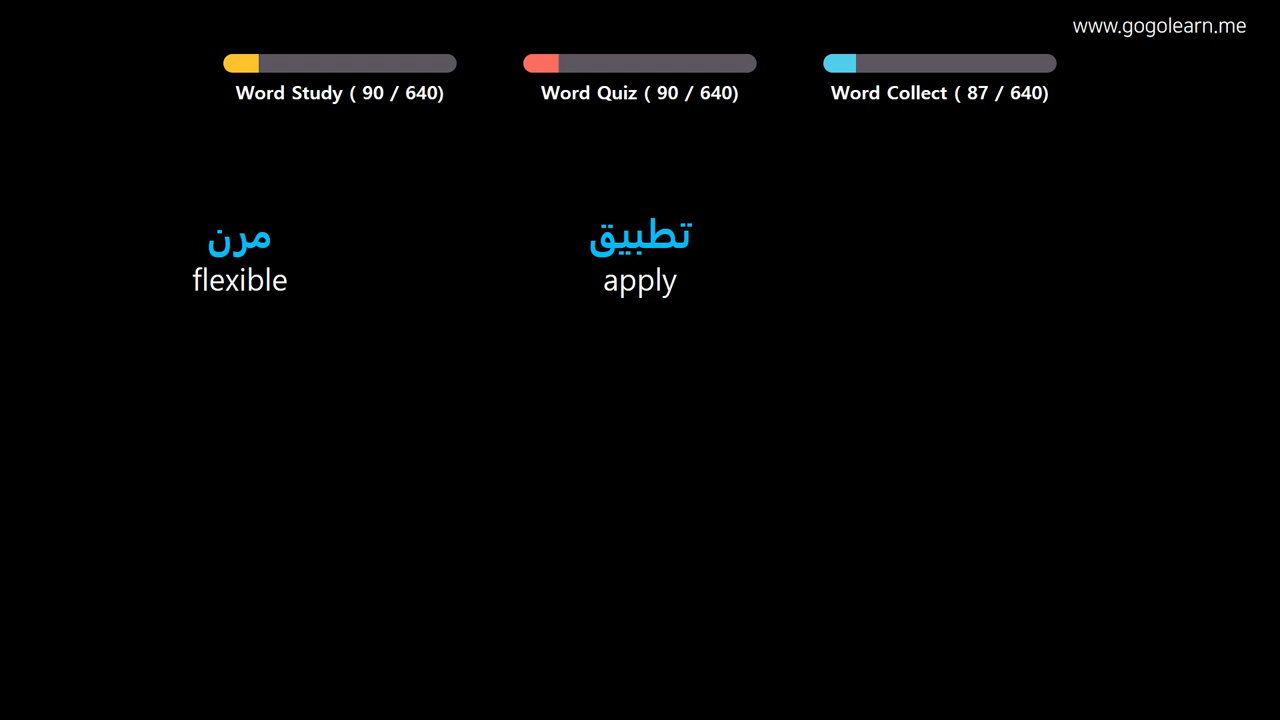 www.gogolearn.me
Word Study ( 90 / 640)
Word Quiz ( 90 / 640)
Word Collect ( 87 / 640)
مرن
flexible
تطبيق
apply